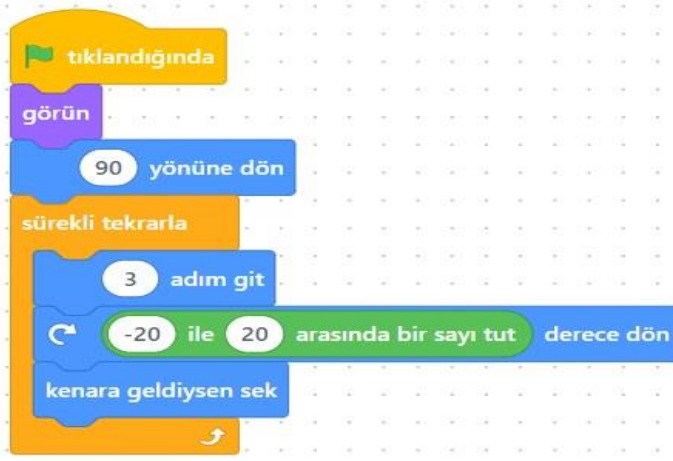 tıklandığında
görün
90 yönüne dön
sürekli tekrarla
3 adım git
-20 ile 20 arasında bir sayı tut derece dön
kenara geldiysen sek